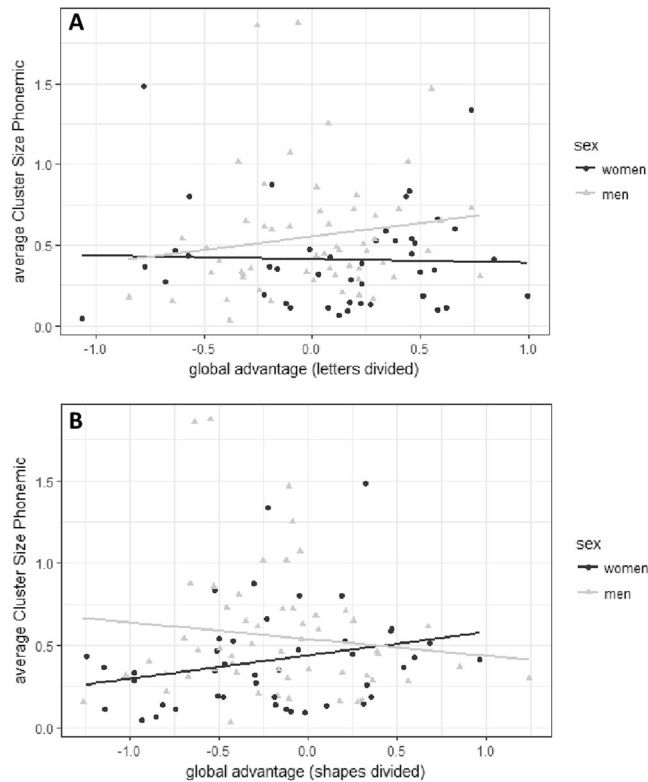 A
average Cluster Size Phonemic
1.5
1.0
0.5
0.0
-1.0 -0.5 0.0 0.5 1.0
global advantage (letters divided)
sex
women
men
B
average Cluster Size Phonemic
1.5
1.0
0.5
0.0
-1.0 -0.5 0.0 0.5 1.0
global advantage (shapes divided)
sex
women
men